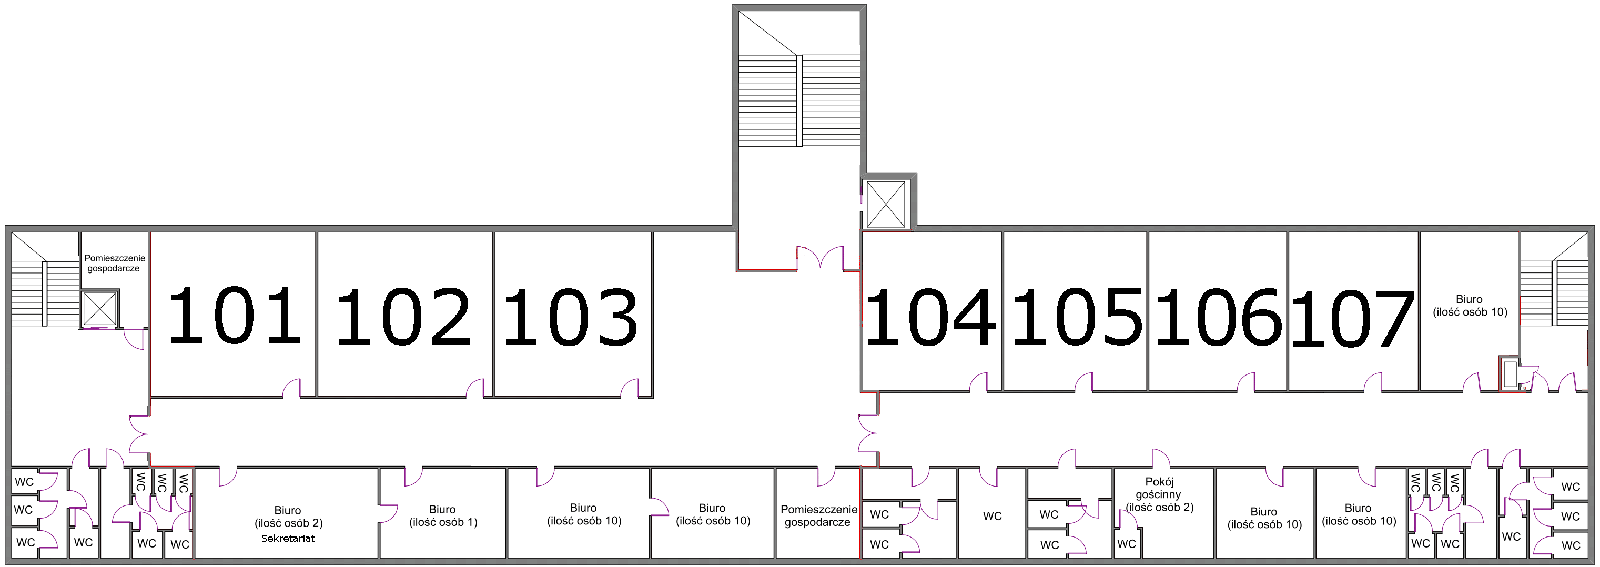 Pomieszczenie
gospodarcze
101
102
103
104
105
106
107
Biuro
(ilość osób 10)
WC
WC
WC
WC
WC
WC
WC
WC
WC
Biuro
(ilość osób 2)
Sekretariat
Biuro
(ilość osób 1)
Biuro
(ilość osób 10)
Biuro
(ilość osób 10)
Pomieszczenie
gospodarcze
WC
WC
WC
WC
WC
Pokój
gościnny
(ilość osób 2)
WC
Biuro
(ilość osób 10)
Biuro
(ilość osób 10)
WC
WC
WC
WC
WC
WC
WC
WC
WC